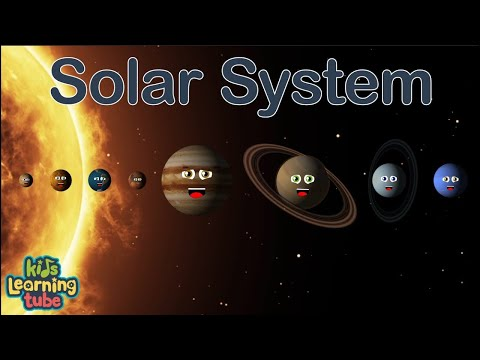 Solar System
kids
Learning
tube